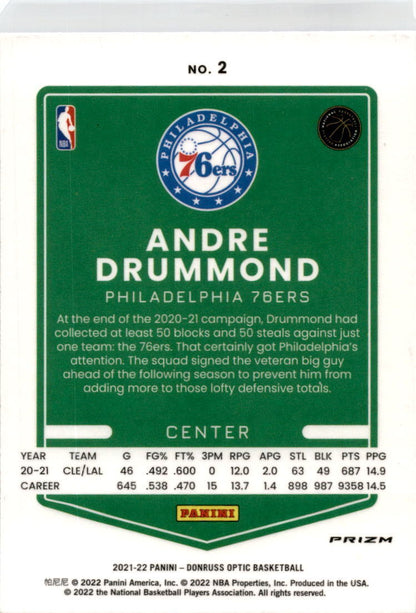 NO. 2
NBA
PHILADELPHIA
76ers
ANDRE
DRUMMOND
PHILADELPHIA 76ERS
At the end of the 2020-21 campaign, Drummond had
collected at least 50 blocks and 50 steals against just
one team: the 76ers. That certainly got Philadelphia's
attention. The squad signed the veteran big guy
ahead of the following season to prevent him from
adding more to those lofty defensive totals.
CENTER
YEAR TEAM G FG% FT% 3PM RPG APG STL BLK PTS PPG
20-21 CLE/LAL 46 .492 .600 0 12.0 2.0 63 49 687 14.9
CAREER 645 .538 .470 15 13.7 1.4 898 987 9358 14.5
PANINI
PRIZM
2021-22 PANINI – DONRUSS OPTIC BASKETBALL
帕尼尼 © 2022 Panini America, Inc. © 2022 NBA Properties, Inc. Produced in the USA.
© 2022 the National Basketball Players Association. All rights reserved.